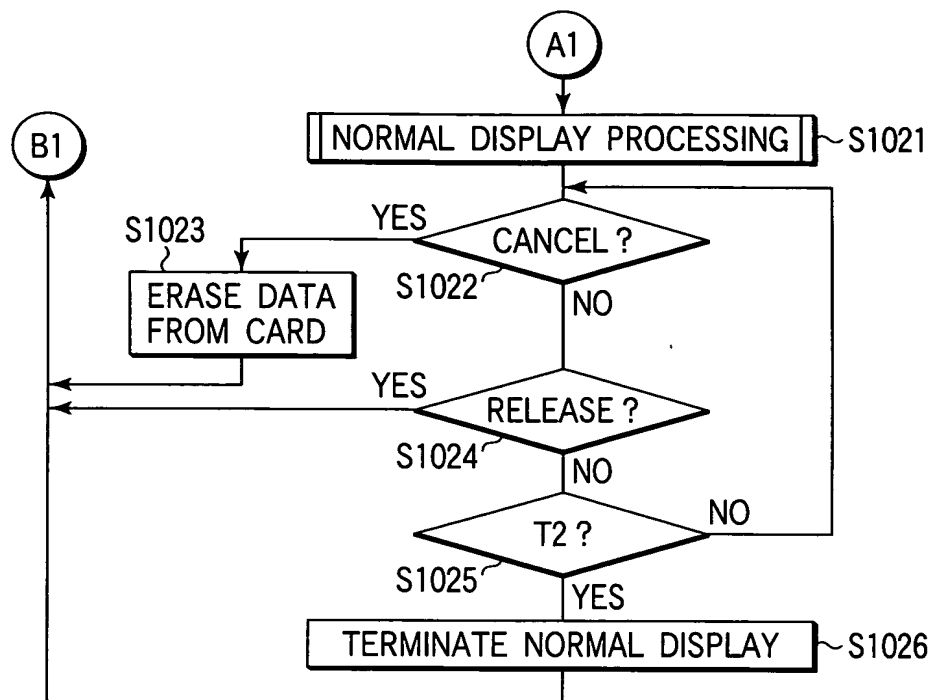 A1
NORMAL DISPLAY PROCESSING
S1021
B1
YES
S1023
CANCEL ?
S1022
ERASE DATA
FROM CARD
NO
YES
RELEASE ?
S1024
NO
T2 ?
NO
S1025
YES
TERMINATE NORMAL DISPLAY
S1026